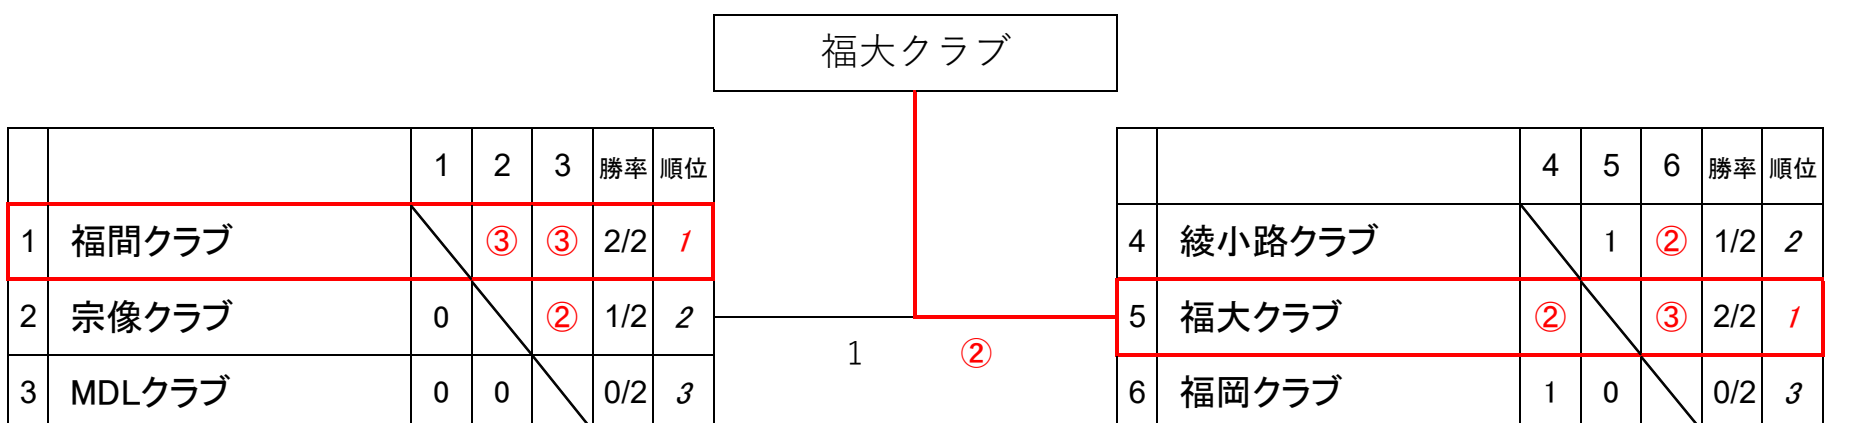 福大クラブ
1 2 3 勝率 順位
1 福間クラブ ③ ③ 2/2 1
2 宗像クラブ 0 ② 1/2 2
3 MDLクラブ 0 0 0/2 3
1 ②
4 5 6 勝率 順位
4 綾小路クラブ 1 ② 1/2 2
5 福大クラブ ② ③ 2/2 1
6 福岡クラブ 1 0 0/2 3